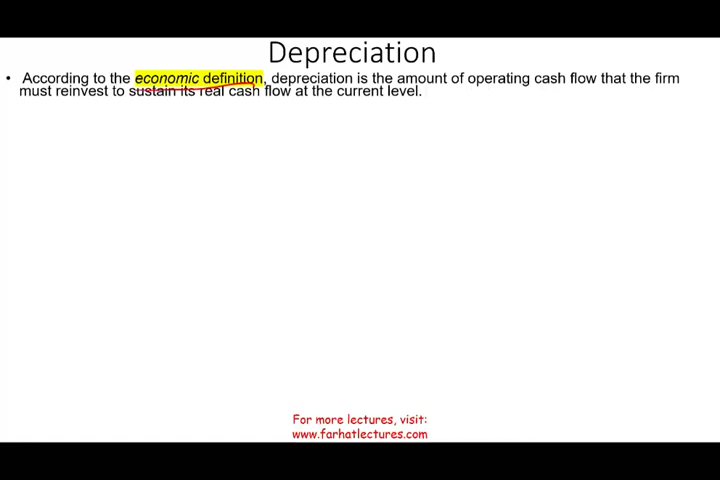 Depreciation
• According to the economic definition, depreciation is the amount of operating cash flow that the firm
must reinvest to sustain its real cash flow at the current level.
For more lectures, visit:
www.farhatlectures.com